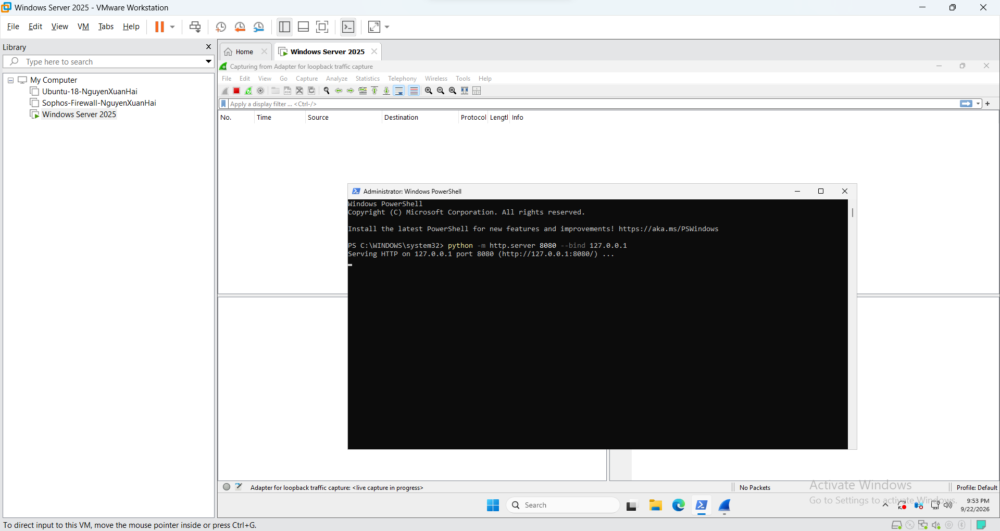 Windows Server 2025 - VMware Workstation
File Edit View VM Tabs Help
Library
Type here to search
My Computer
Ubuntu-18-NguyenXuanHai
Sophos-Firewall-NguyenXuanHai
Windows Server 2025
Home
Windows Server 2025
Capturing from Adapter for loopback traffic capture
File Edit View Go Capture Analyze Statistics Telephony Wireless Tools Help
Apply a display filter ... <Ctrl-/>
No. Time Source Destination Protocol Lengtl Info
Administrator: Windows PowerShell
Windows PowerShell
Copyright (C) Microsoft Corporation. All rights reserved.
Install the latest PowerShell for new features and improvements! https://aka.ms/PSWindows
PS C:\WINDOWS\system32> python -m http.server 8080 --bind 127.0.0.1
Serving HTTP on 127.0.0.1 port 8080 (http://127.0.0.1:8080/) ...
Adapter for loopback traffic capture: <live capture in progress>
No Packets
Profile: Default
Activate Windows
Go to Settings to activate Windows.
Search
9:53 PM
9/22/2026
To direct input to this VM, move the mouse pointer inside or press Ctrl+G.